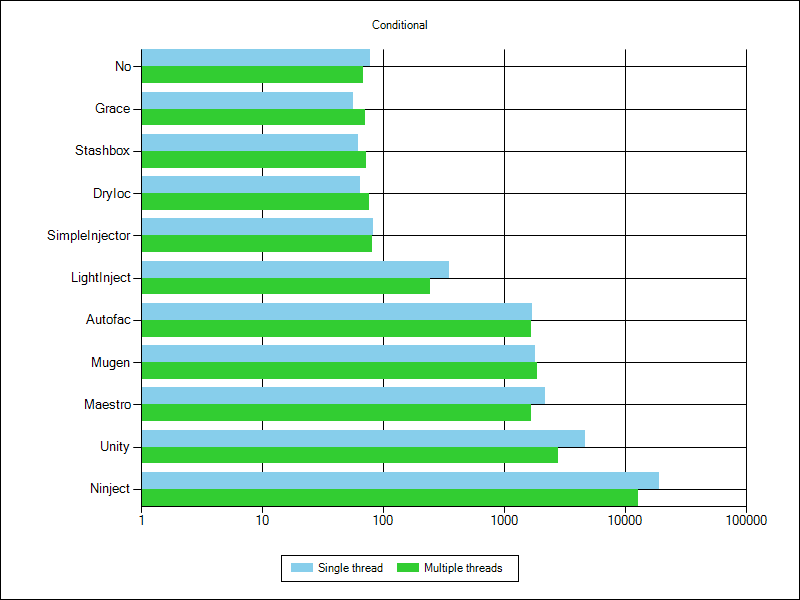 Conditional
No
Grace
Stashbox
DryIoc
SimpleInjector
LightInject
Autofac
Mugen
Maestro
Unity
Ninject
1 10 100 1000 10000 100000
Single thread Multiple threads